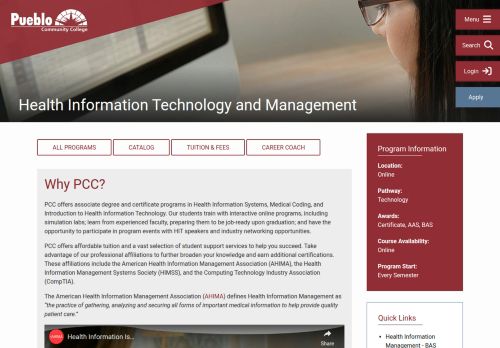 Pueblo
Community College
Menu
Search
Login
Apply
Health Information Technology and Management
ALL PROGRAMS
CATALOG
TUITION & FEES
CAREER COACH
Why PCC?
PCC offers associate degree and certificate programs in Health Information Systems, Medical Coding, and
Introduction to Health Information Technology. Our students train with interactive online programs, including
simulation labs; learn from experienced faculty, preparing them to be job-ready upon graduation; and have the
opportunity to participate in program events with HIT speakers and industry networking opportunities.
PCC offers affordable tuition and a vast selection of student support services to help you succeed. Take
advantage of our professional affiliations to further broaden your knowledge and earn additional certifications.
These affiliations include the American Health Information Management Association (AHIMA), the Health
Information Management Systems Society (HIMSS), and the Computing Technology Industry Association
(CompTIA).
The American Health Information Management Association (AHIMA) defines Health Information Management as
"the practice of gathering, analyzing and securing all forms of important medical information to help provide quality
patient care."
AHIMA
Health Information Is...
Share
Program Information
Location:
Online
Pathway:
Technology
Awards:
Certificate, AAS, BAS
Course Availability:
Online
Program Start:
Every Semester
Quick Links
• Health Information
Management - BAS